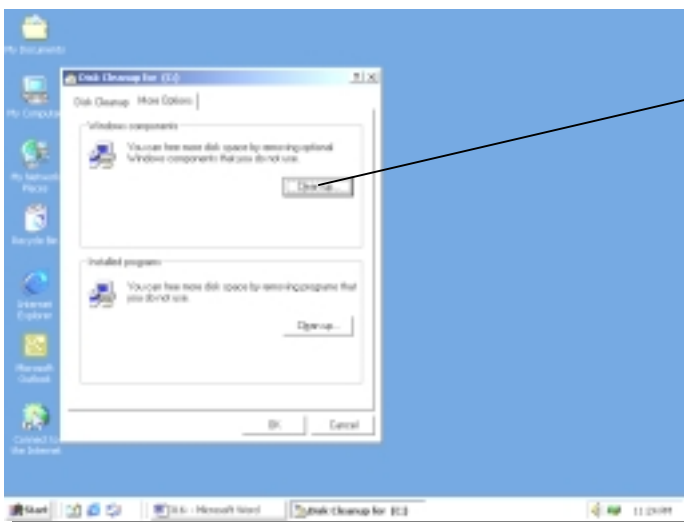 My Documents
My Computer
My Network
Places
Recycle Bin
Internet
Explorer
Microsoft
Outlook
Connect to
the Internet
Disk Cleanup for (C:)
Disk Cleanup
More Options
Windows components
You can free more disk space by removing optional
Windows components that you do not use.
Clean up...
Installed programs
You can free more disk space by removing programs that
you do not use.
Clean up...
OK
Cancel
Start
- Microsoft Word
Disk Cleanup for (C:)